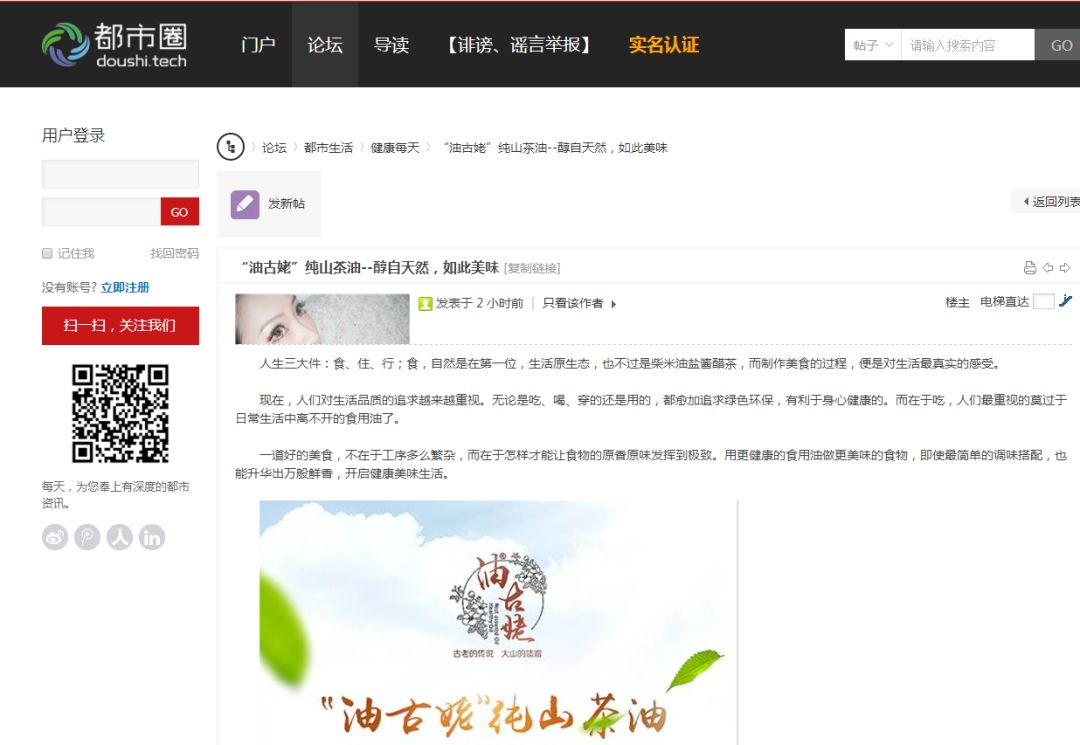 都市圈
doushi.tech
门户
论坛
导读
【诽谤、谣言举报】
实名认证
帖子
请输入搜索内容
GO
用户登录
GO
记住我
找回密码
没有账号? 立即注册
扫一扫，关注我们
每天，为您奉上有深度的都市
资讯。
论坛 〉 都市生活 〉 健康每天 〉 “油古姥”纯山茶油--醇自天然，如此美味
发新帖
返回列表
“油古姥”纯山茶油--醇自天然，如此美味 [复制链接]
发表于 2 小时前 | 只看该作者
楼主 电梯直达
人生三大件：食、住、行；食，自然是在第一位，生活原生态，也不过是柴米油盐酱醋茶，而制作美食的过程，便是对生活最真实的感受。
现在，人们对生活品质的追求越来越重视。无论是吃、喝、穿的还是用的，都愈加追求绿色环保，有利于身心健康的。而在于吃，人们最重视的莫过于
日常生活中离不开的食用油了。
一道好的美食，不在于工序多么繁杂，而在于怎样才能让食物的原香原味发挥到极致。用更健康的食用油做更美味的食物，即使最简单的调味搭配，也
能升华出万般鲜香，开启健康美味生活。
油古姥
古老的传说 大山的馈赠
“油古姥”纯山茶油